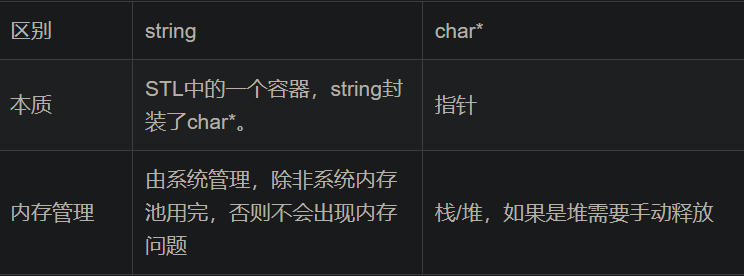 区别 string char*
本质 STL中的一个容器，string封 指针
装了char*。
内存管理 由系统管理，除非系统内存 栈/堆，如果是堆需要手动释放
池用完，否则不会出现内存
问题